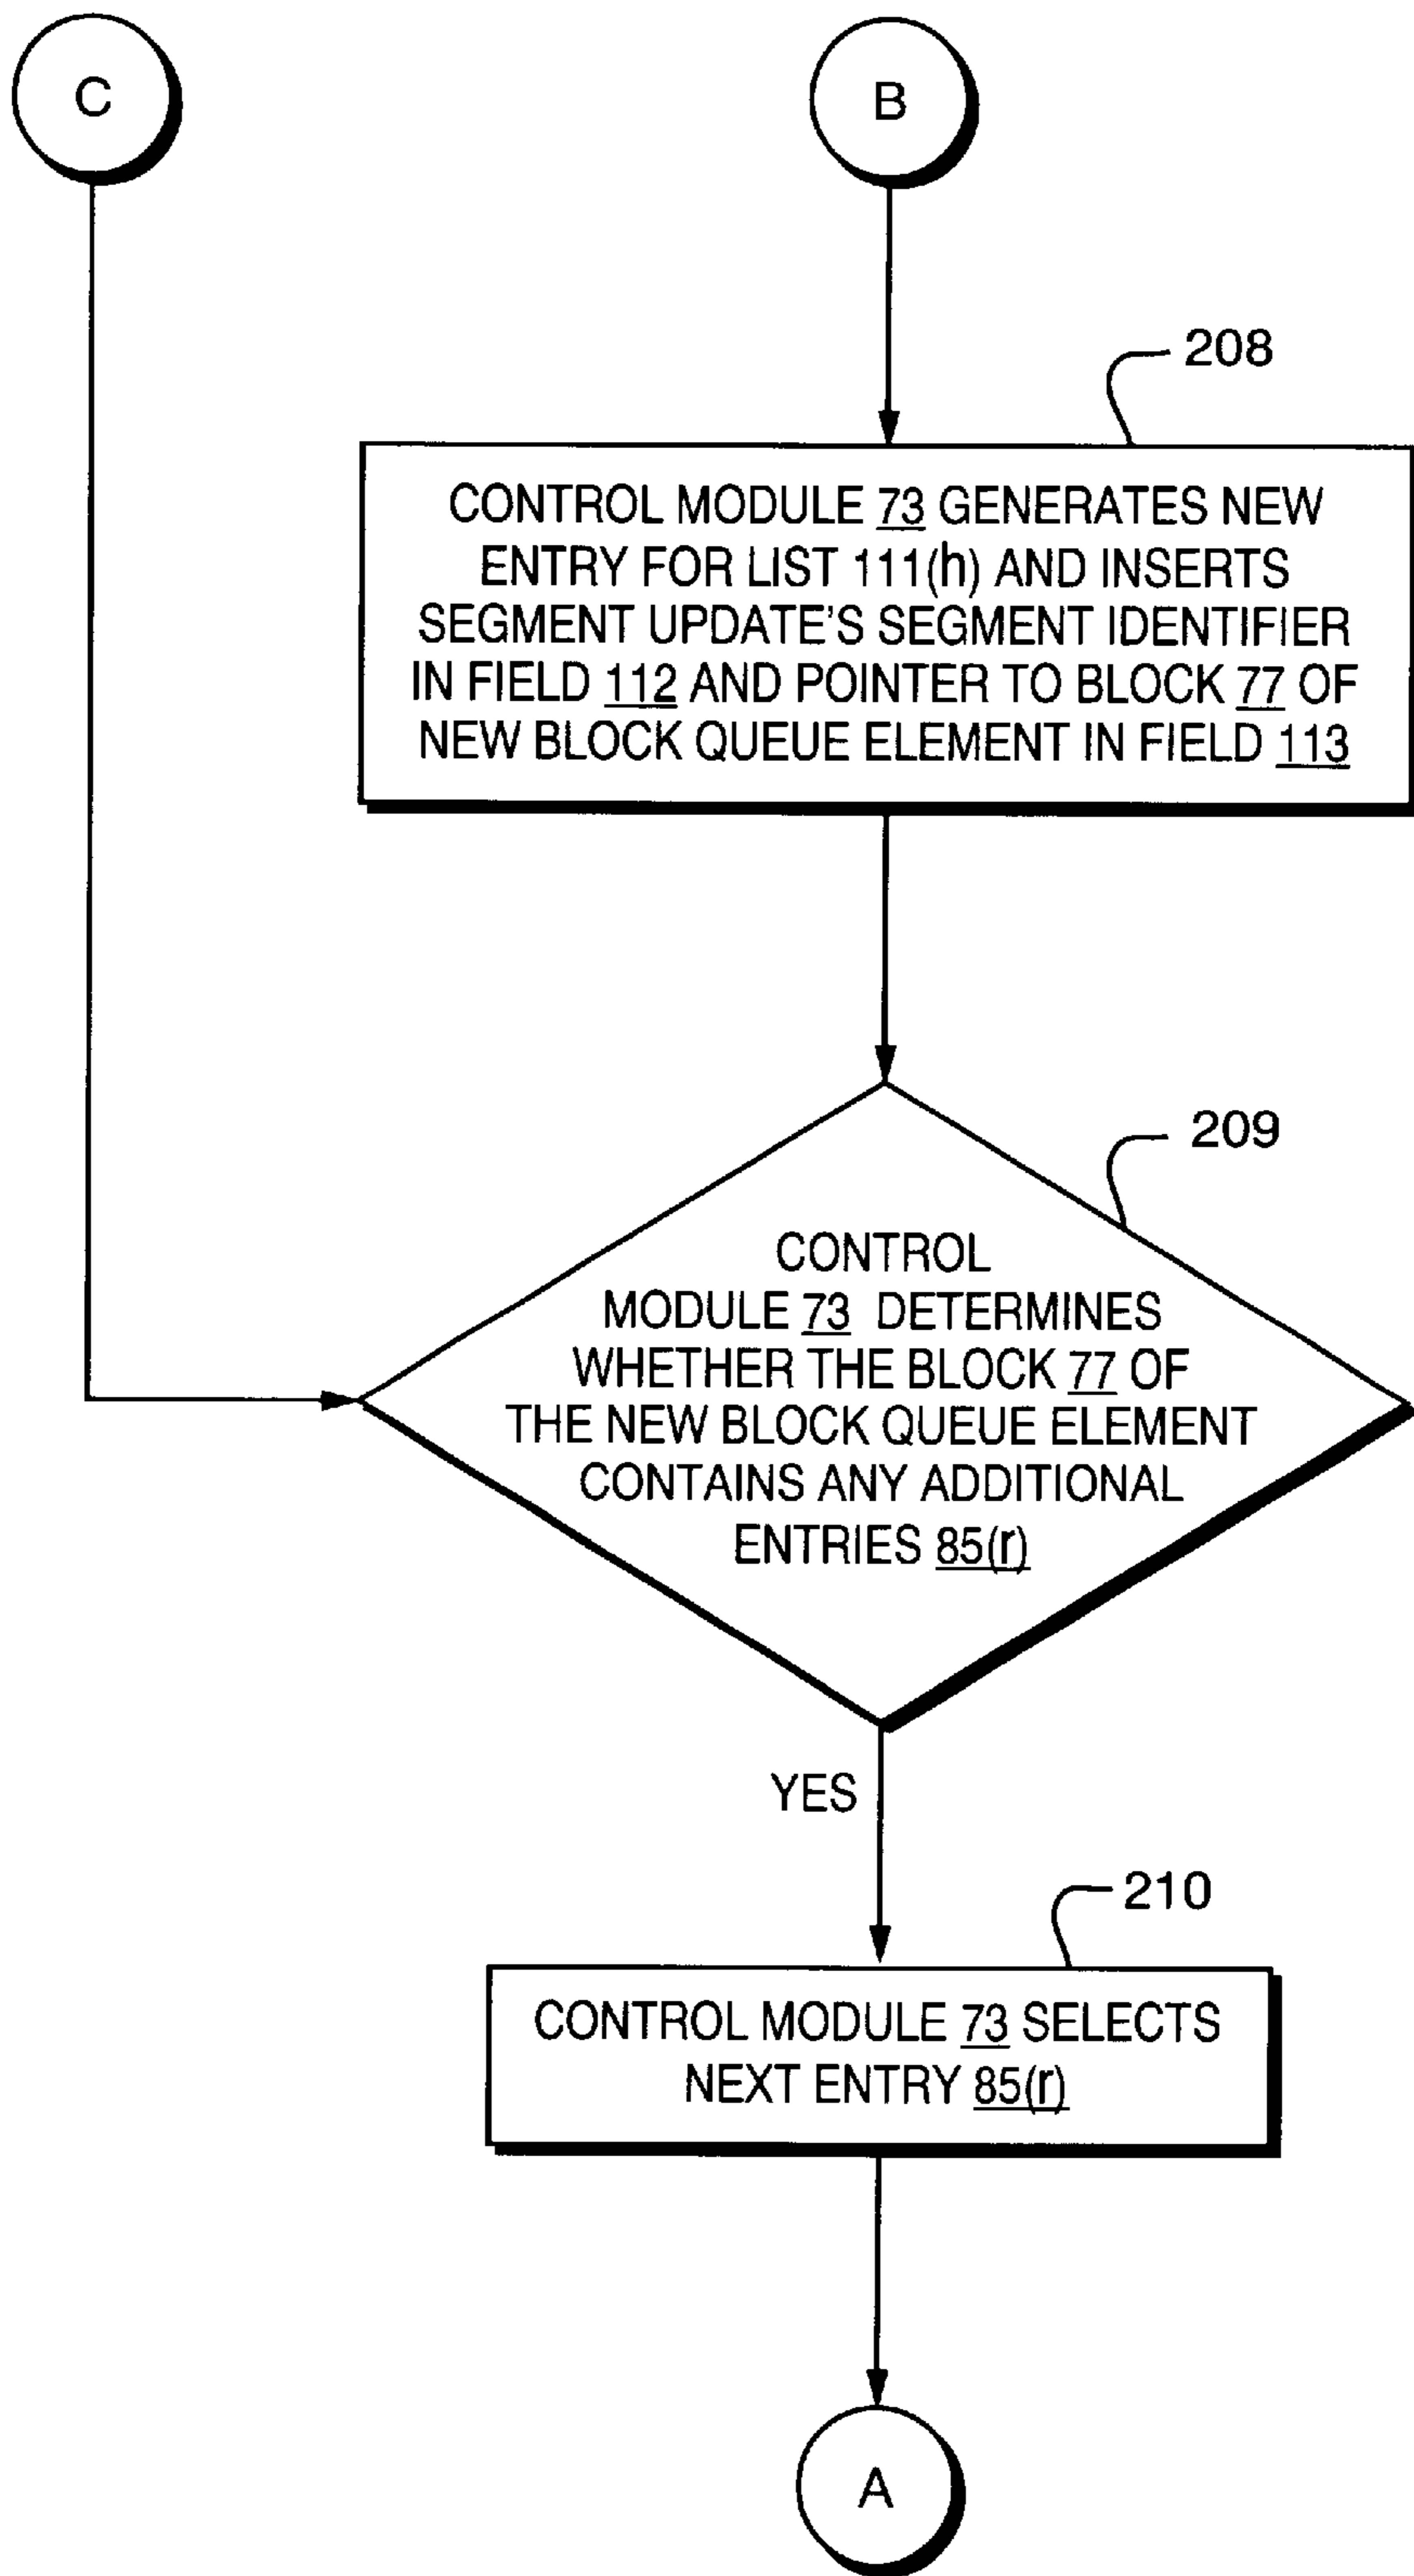 C
B
208
CONTROL MODULE 73 GENERATES NEW
ENTRY FOR LIST 111(h) AND INSERTS
SEGMENT UPDATE'S SEGMENT IDENTIFIER
IN FIELD 112 AND POINTER TO BLOCK 77 OF
NEW BLOCK QUEUE ELEMENT IN FIELD 113
209
CONTROL
MODULE 73 DETERMINES
WHETHER THE BLOCK 77 OF
THE NEW BLOCK QUEUE ELEMENT
CONTAINS ANY ADDITIONAL
ENTRIES 85(r)
YES
210
CONTROL MODULE 73 SELECTS
NEXT ENTRY 85(r)
A